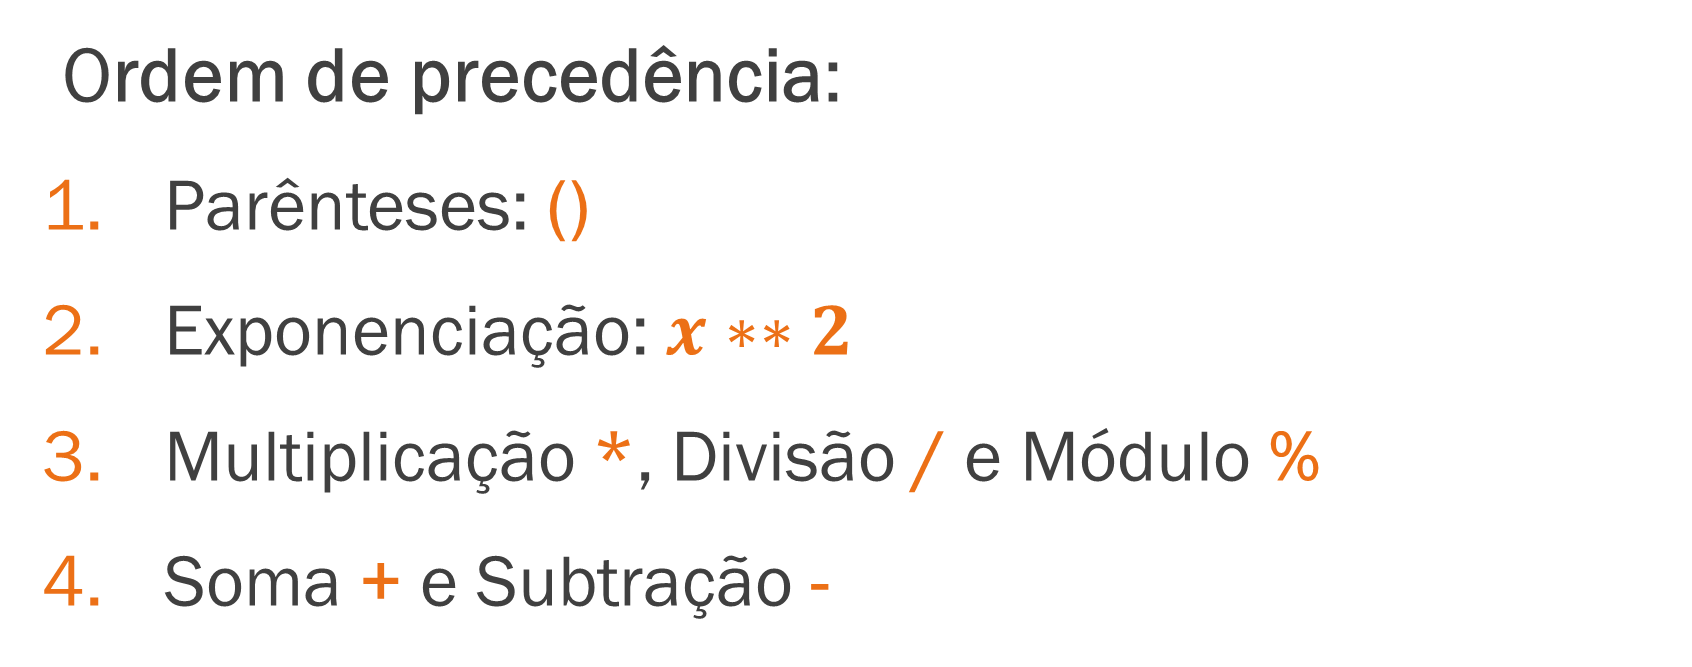 Ordem de precedência:
1. Parênteses: ()
2. Exponenciação: x ** 2
3. Multiplicação *, Divisão / e Módulo %
4. Soma + e Subtração -